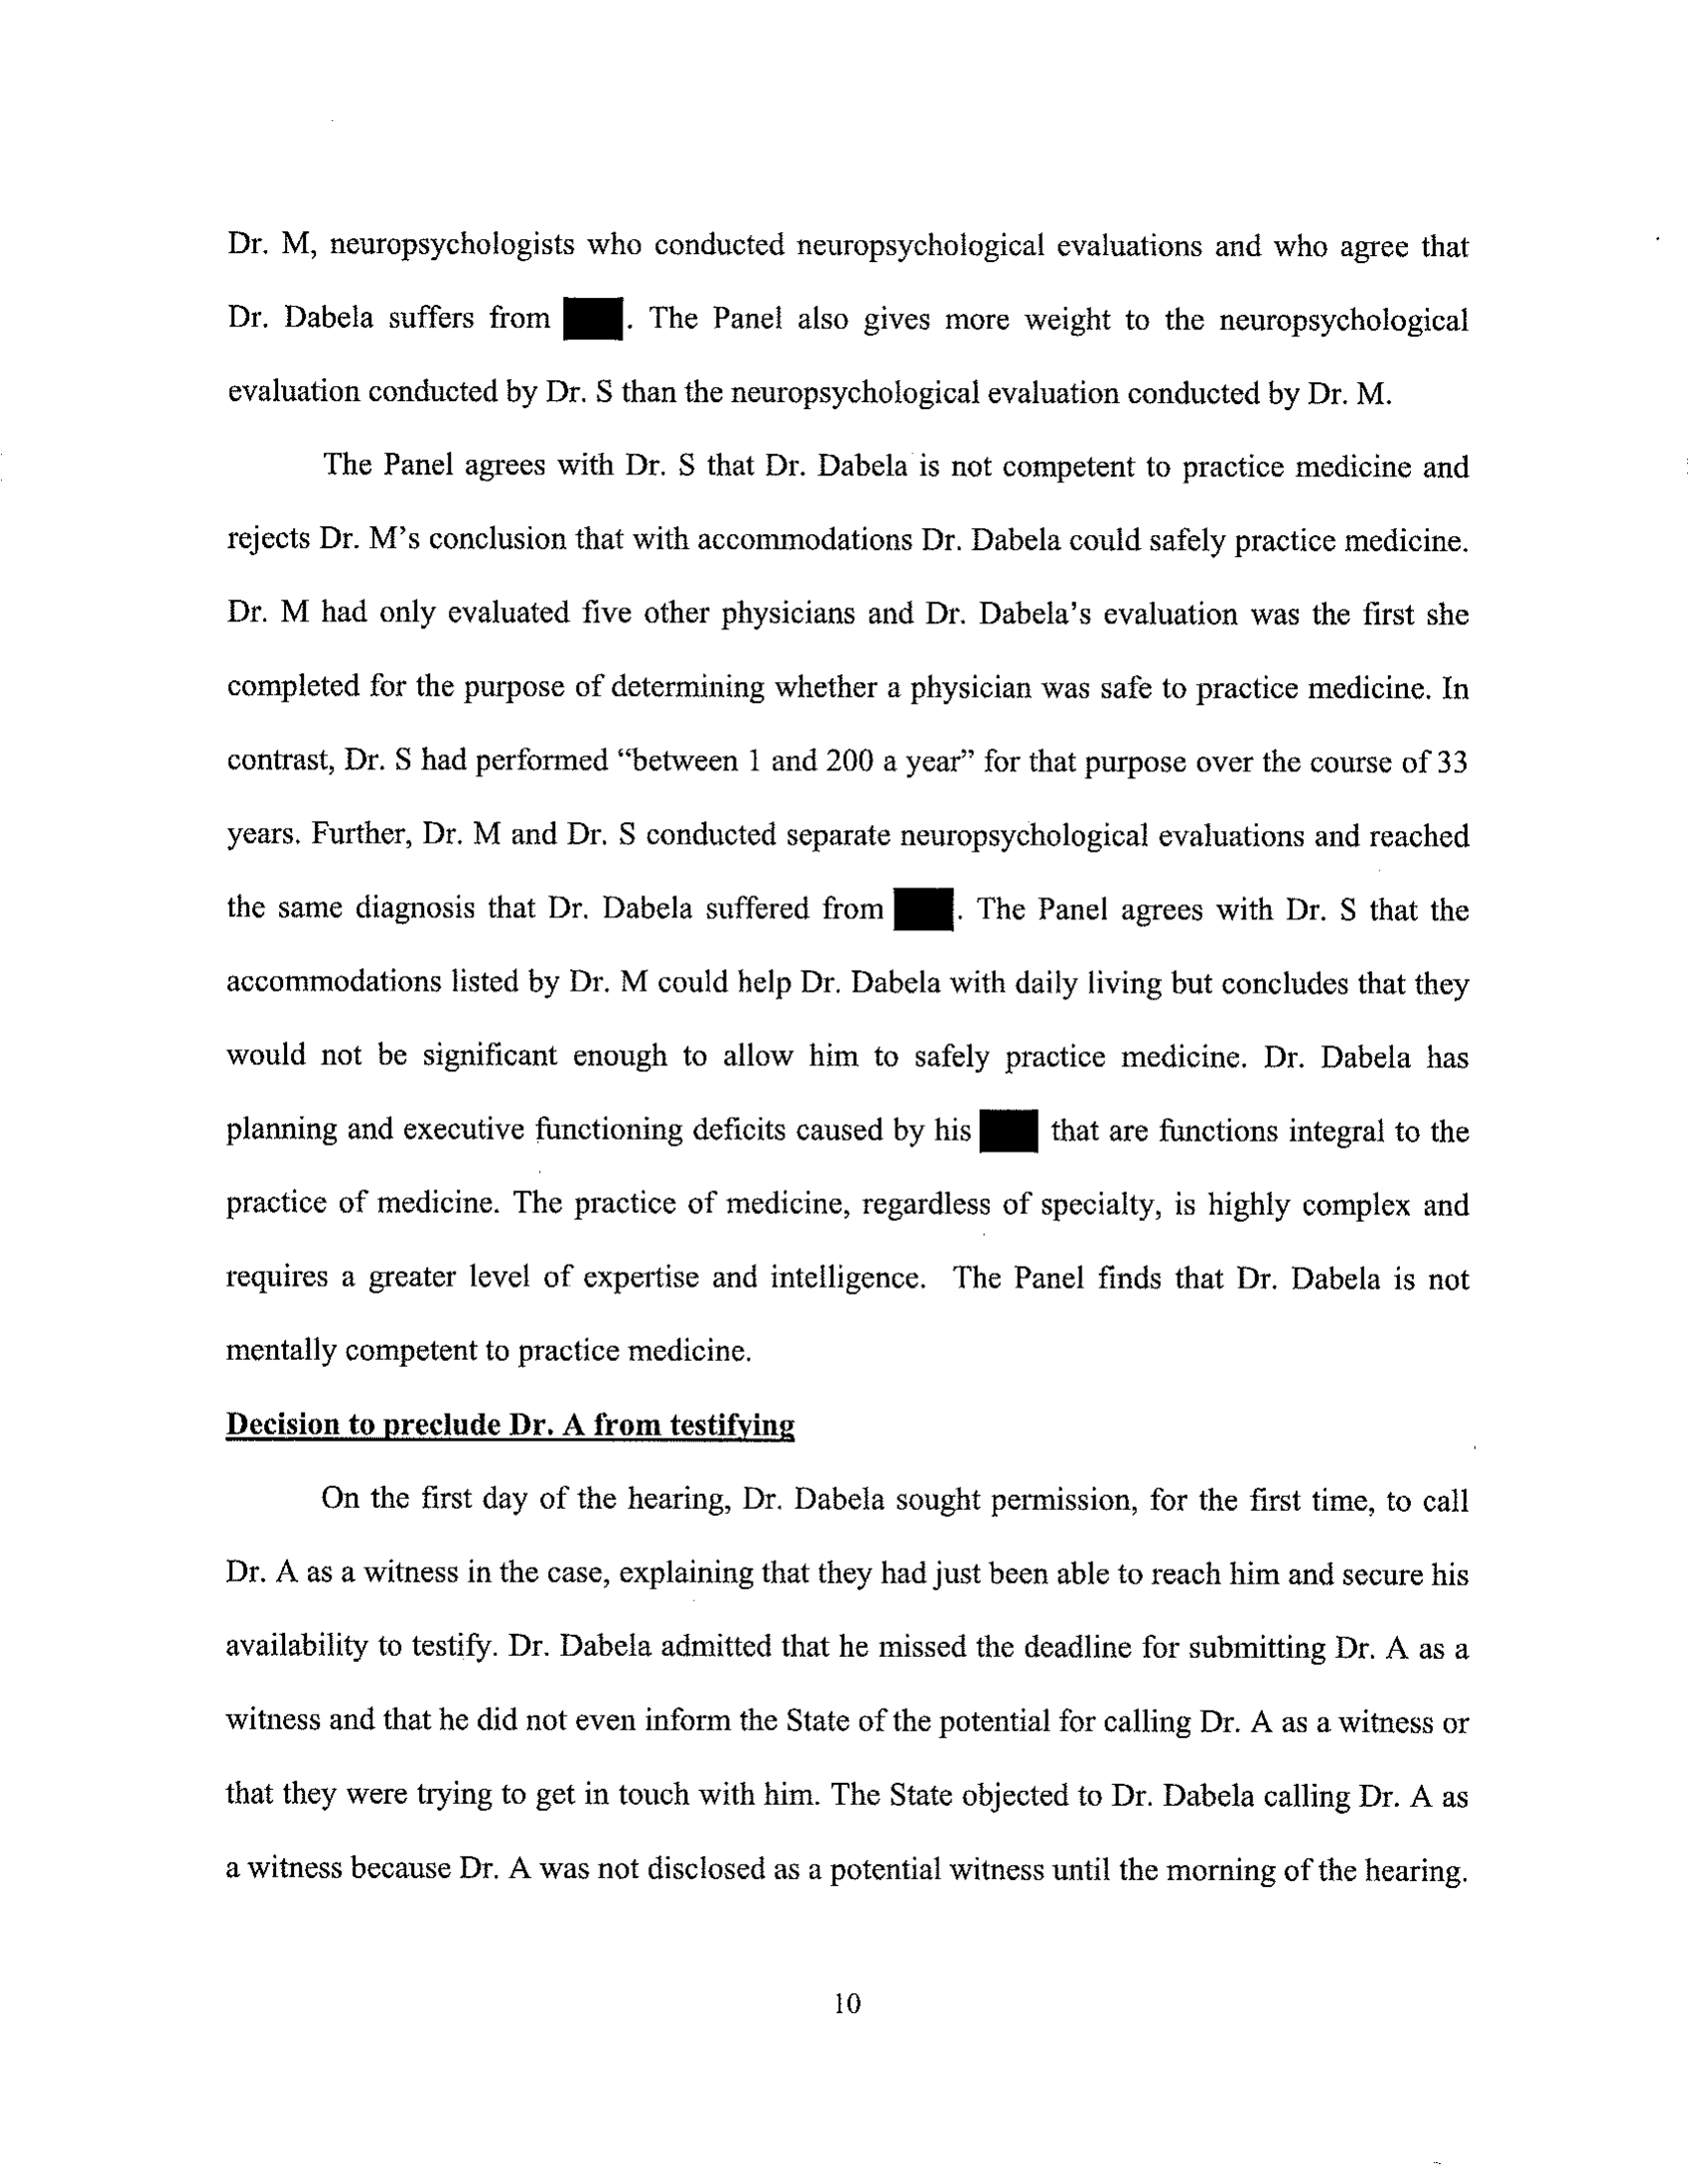 Dr. M, neuropsychologists who conducted neuropsychological evaluations and who agree that
Dr. Dabela suffers from . The Panel also gives more weight to the neuropsychological
evaluation conducted by Dr. S than the neuropsychological evaluation conducted by Dr. M.
The Panel agrees with Dr. S that Dr. Dabela is not competent to practice medicine and
rejects Dr. M's conclusion that with accommodations Dr. Dabela could safely practice medicine.
Dr. M had only evaluated five other physicians and Dr. Dabela's evaluation was the first she
completed for the purpose of determining whether a physician was safe to practice medicine. In
contrast, Dr. S had performed “between 1 and 200 a year” for that purpose over the course of 33
years. Further, Dr. M and Dr. S conducted separate neuropsychological evaluations and reached
the same diagnosis that Dr. Dabela suffered from . The Panel agrees with Dr. S that the
accommodations listed by Dr. M could help Dr. Dabela with daily living but concludes that they
would not be significant enough to allow him to safely practice medicine. Dr. Dabela has
planning and executive functioning deficits caused by his that are functions integral to the
practice of medicine. The practice of medicine, regardless of specialty, is highly complex and
requires a greater level of expertise and intelligence. The Panel finds that Dr. Dabela is not
mentally competent to practice medicine.
Decision to preclude Dr. A from testifying
On the first day of the hearing, Dr. Dabela sought permission, for the first time, to call
Dr. A as a witness in the case, explaining that they had just been able to reach him and secure his
availability to testify. Dr. Dabela admitted that he missed the deadline for submitting Dr. A as a
witness and that he did not even inform the State of the potential for calling Dr. A as a witness or
that they were trying to get in touch with him. The State objected to Dr. Dabela calling Dr. A as
a witness because Dr. A was not disclosed as a potential witness until the morning of the hearing.
10